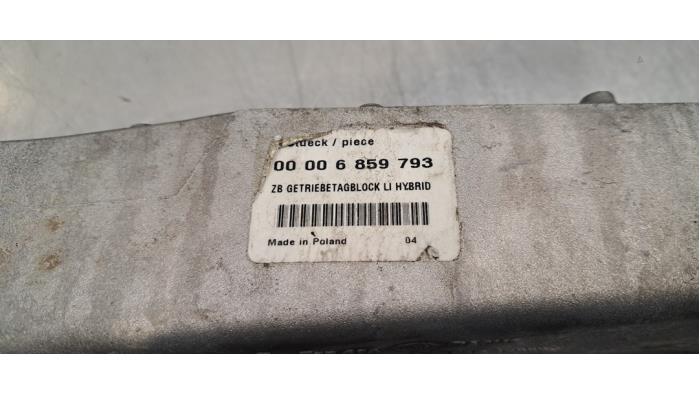 / piece
00 00 6 859 793
ZB GETRIEBETAGBLOCK LI HYBRID
Made in Poland 04